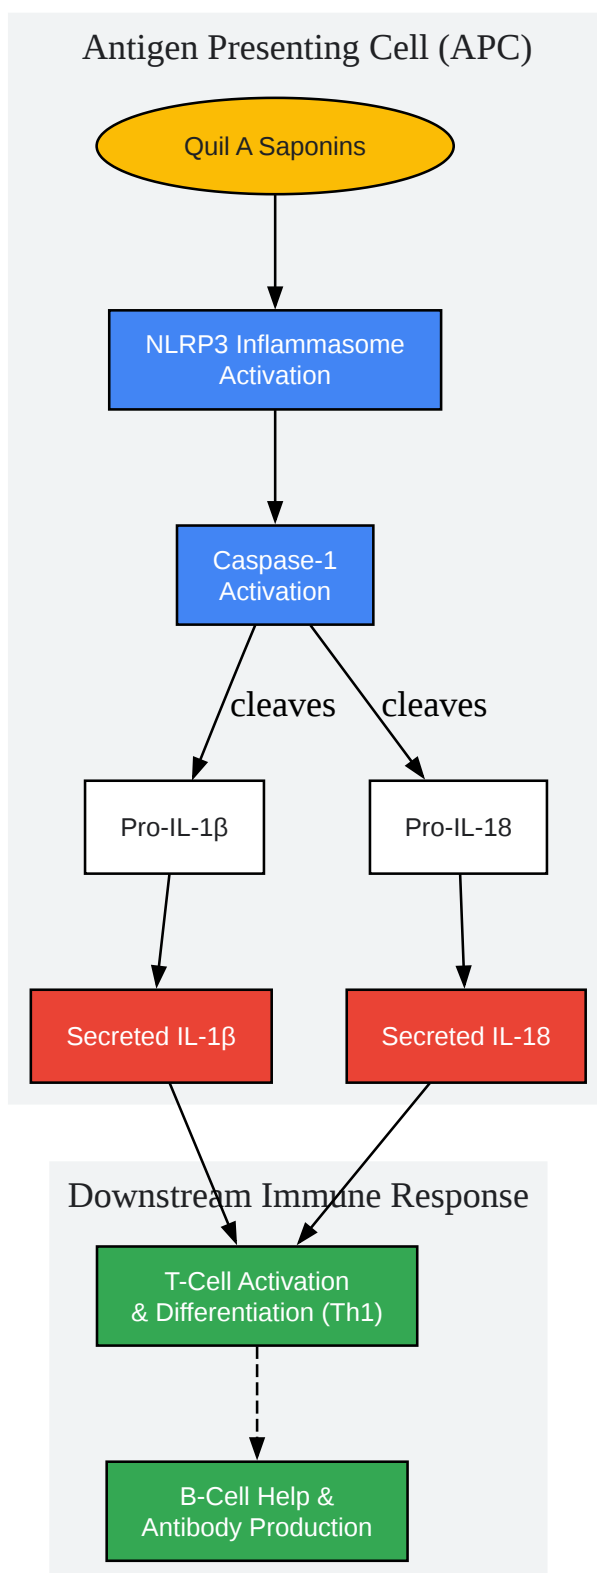 Antigen Presenting Cell (APC)
Quil A Saponins
NLRP3 Inflammasome
Activation
Caspase-1
Activation
cleaves
cleaves
Pro-IL-1β
Pro-IL-18
Secreted IL-1β
Secreted IL-18
Downstream Immune Response
T-Cell Activation
& Differentiation (Th1)
B-Cell Help &
Antibody Production